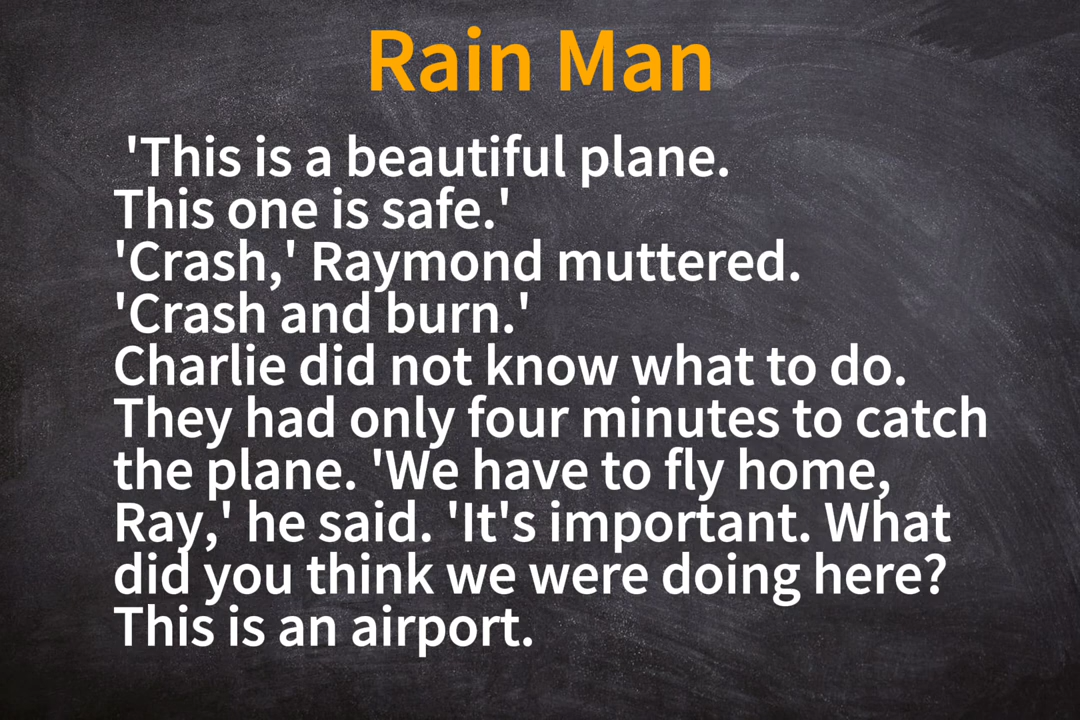 Rain Man
'This is a beautiful plane.
This one is safe.'
'Crash,' Raymond muttered.
'Crash and burn.'
Charlie did not know what to do.
They had only four minutes to catch
the plane. 'We have to fly home,
Ray,' he said. 'It's important. What
did you think we were doing here?
This is an airport.